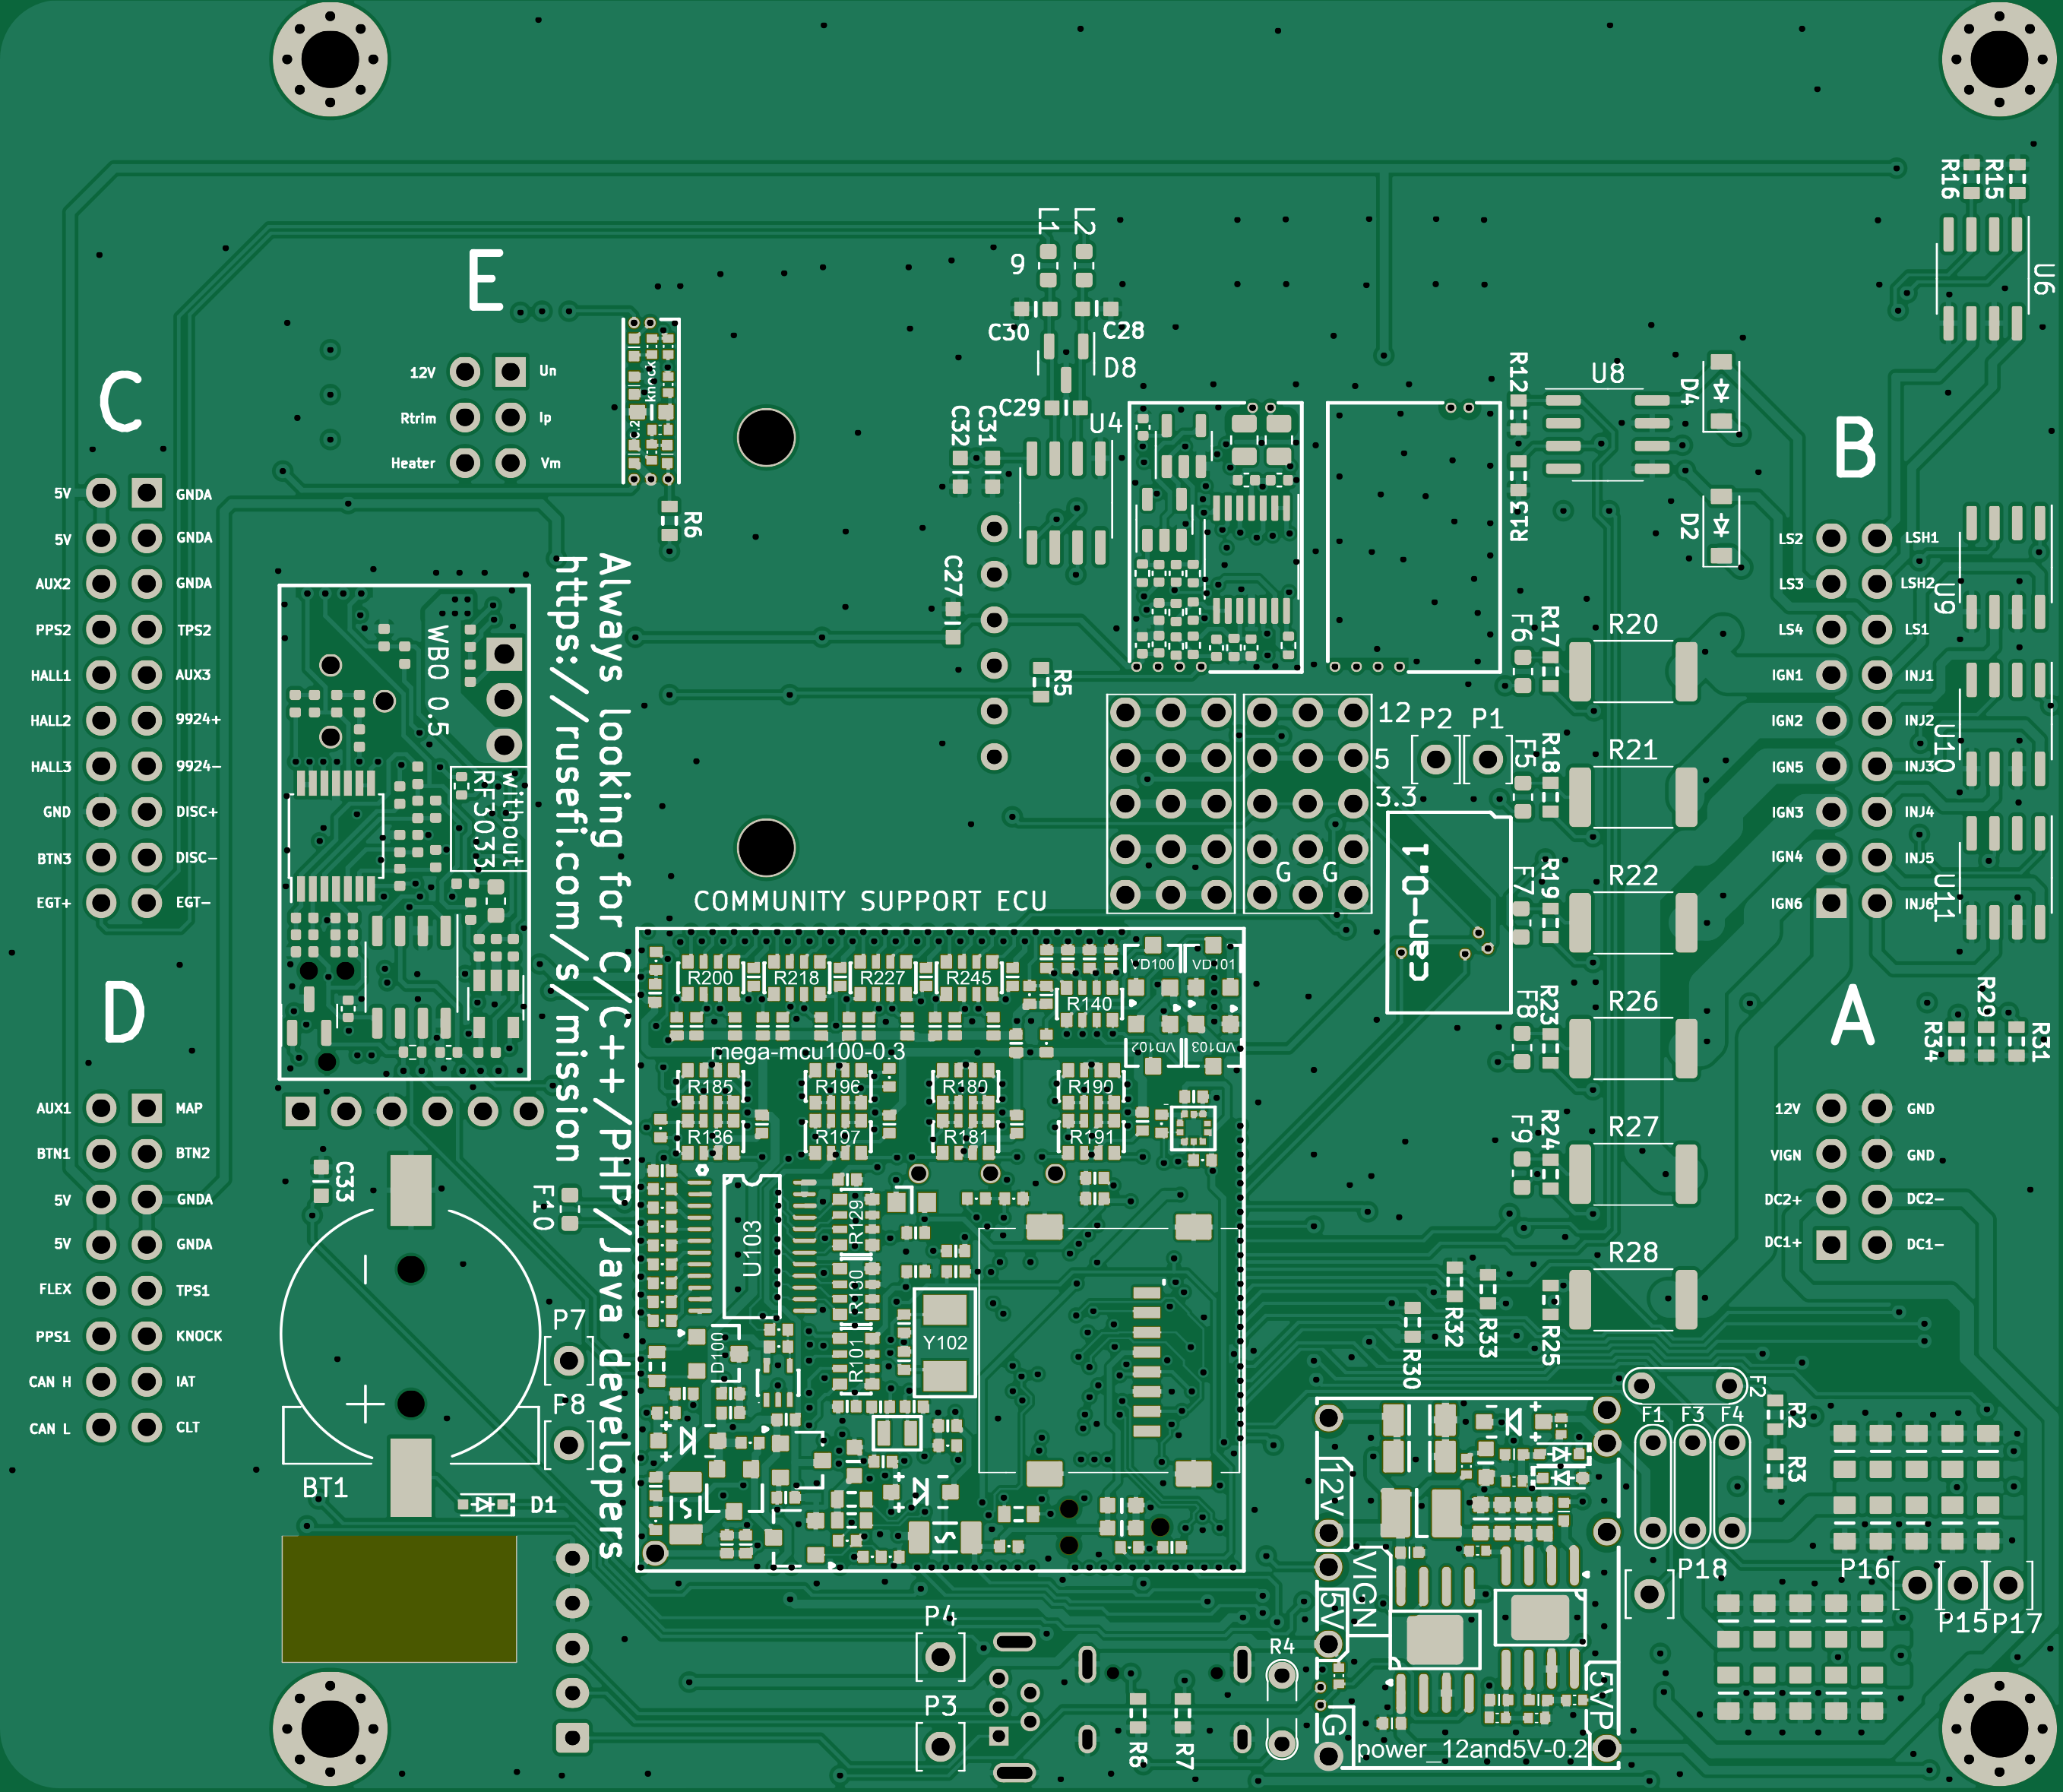 R16
R15
U6
L1
L2
9
C30
C28
D8
C29
U4
C32
C31
C27
R5
E
12V
Un
Rtrim
Ip
Heater
Vm
knock
R6
R12
U8
D4
R13
D2
C
5V
GNDA
5V
GNDA
AUX2
GNDA
PPS2
TPS2
HALL1
AUX3
HALL2
9924+
HALL3
9924-
GND
DISC+
BTN3
DISC-
EGT+
EGT-
B
LS2
LSH1
LS3
LSH2
LS4
LS1
IGN1
INJ1
IGN2
INJ2
IGN5
INJ3
IGN3
INJ4
IGN4
INJ5
IGN6
INJ6
U9
U10
U11
WBO 0.5
without
RF30.33
Always looking for C/C++/PHP/Java developers
https://rusefi.com/s/mission
COMMUNITY SUPPORT ECU
12
5
3.3
G
G
P2
P1
can-0.1
F6
R17
R20
F5
R18
R21
F7
R19
R22
F8
R23
R26
F9
R24
R27
R25
R28
R30
R32
R33
R34
R29
R31
D
AUX1
MAP
BTN1
BTN2
5V
GNDA
5V
GNDA
FLEX
TPS1
PPS1
KNOCK
CAN H
IAT
CAN L
CLT
A
12V
GND
VIGN
GND
DC2+
DC2-
DC1+
DC1-
C33
F10
BT1
D1
P7
P8
R200
R218
R227
R245
R140
VD100
VD101
VD102
VD103
mega-mcu100-0.3
R185
R196
R180
R190
R136
R197
R181
R191
U103
R129
R130
R101
D100
Y102
F2
F1
F3
F4
R2
R3
12V
VIGN
5V
IG
5VP
power_12and5V-0.2
P18
P16
P15
P17
P4
P3
R4
R8
R7